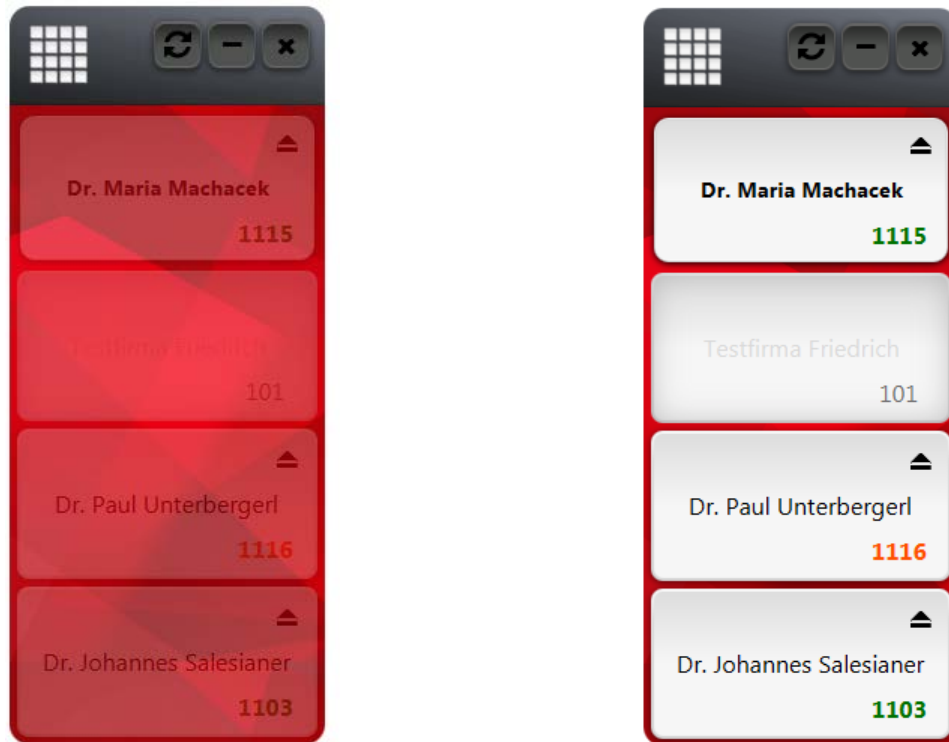 Dr. Maria Machacek
1115
Testfirma Friedrich
101
Dr. Paul Unterbergerl
1116
Dr. Johannes Salesianer
1103
Dr. Maria Machacek
1115
Testfirma Friedrich
101
Dr. Paul Unterbergerl
1116
Dr. Johannes Salesianer
1103